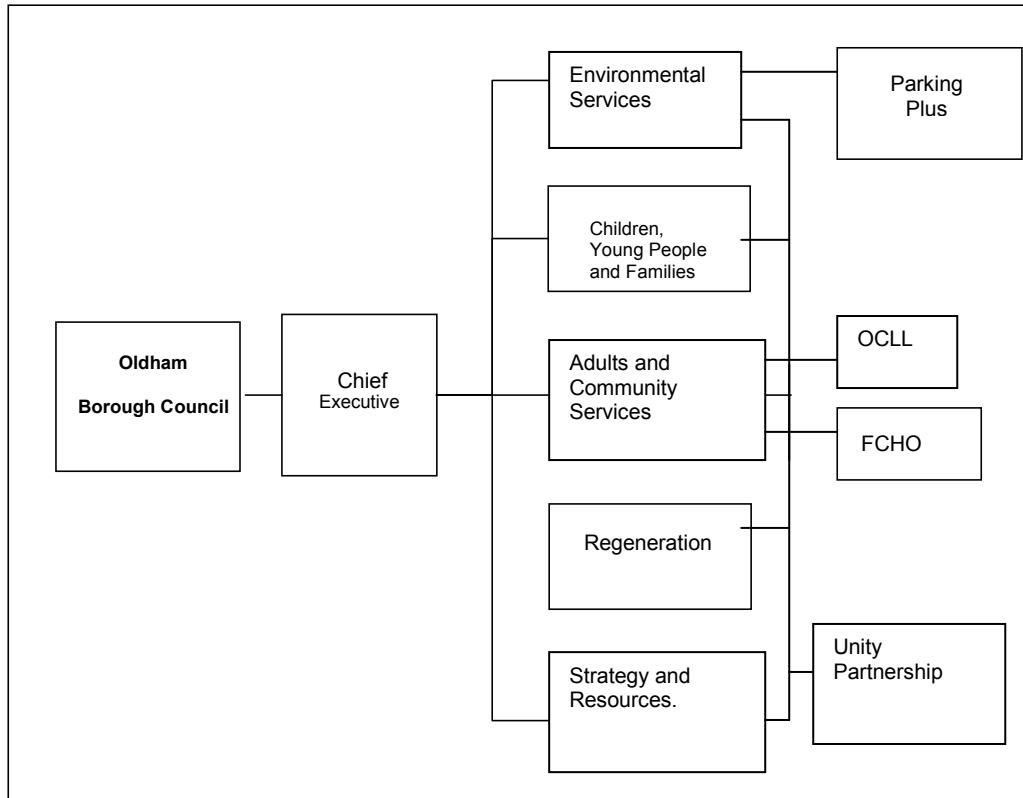 Oldham
Borough Council
Chief
Executive
Environmental
Services
Children,
Young People
and Families
Adults and
Community
Services
Regeneration
Strategy and
Resources.
Parking
Plus
OCLL
FCHO
Unity
Partnership